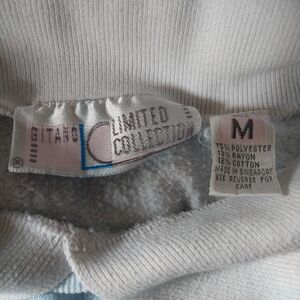 GITANO
LIMITED
COLLECTION
®
M
75% POLYESTER
13% RAYON
12% COTTON
MADE IN SINGAPORE
SEE REVERSE FOR
CARE